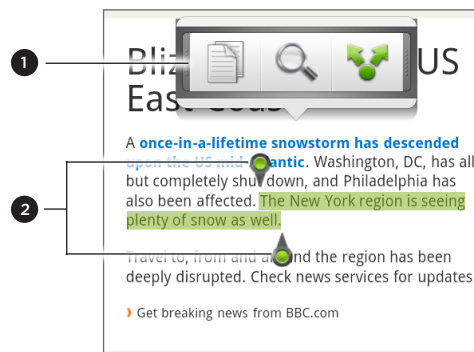 1
US
East Coast
A once-in-a-lifetime snowstorm has descended
upon the US mid-Atlantic. Washington, DC, has all
but completely shut down, and Philadelphia has
2
also been affected. The New York region is seeing
plenty of snow as well.
Travel to, from and around the region has been
deeply disrupted. Check news services for updates.
Get breaking news from BBC.com